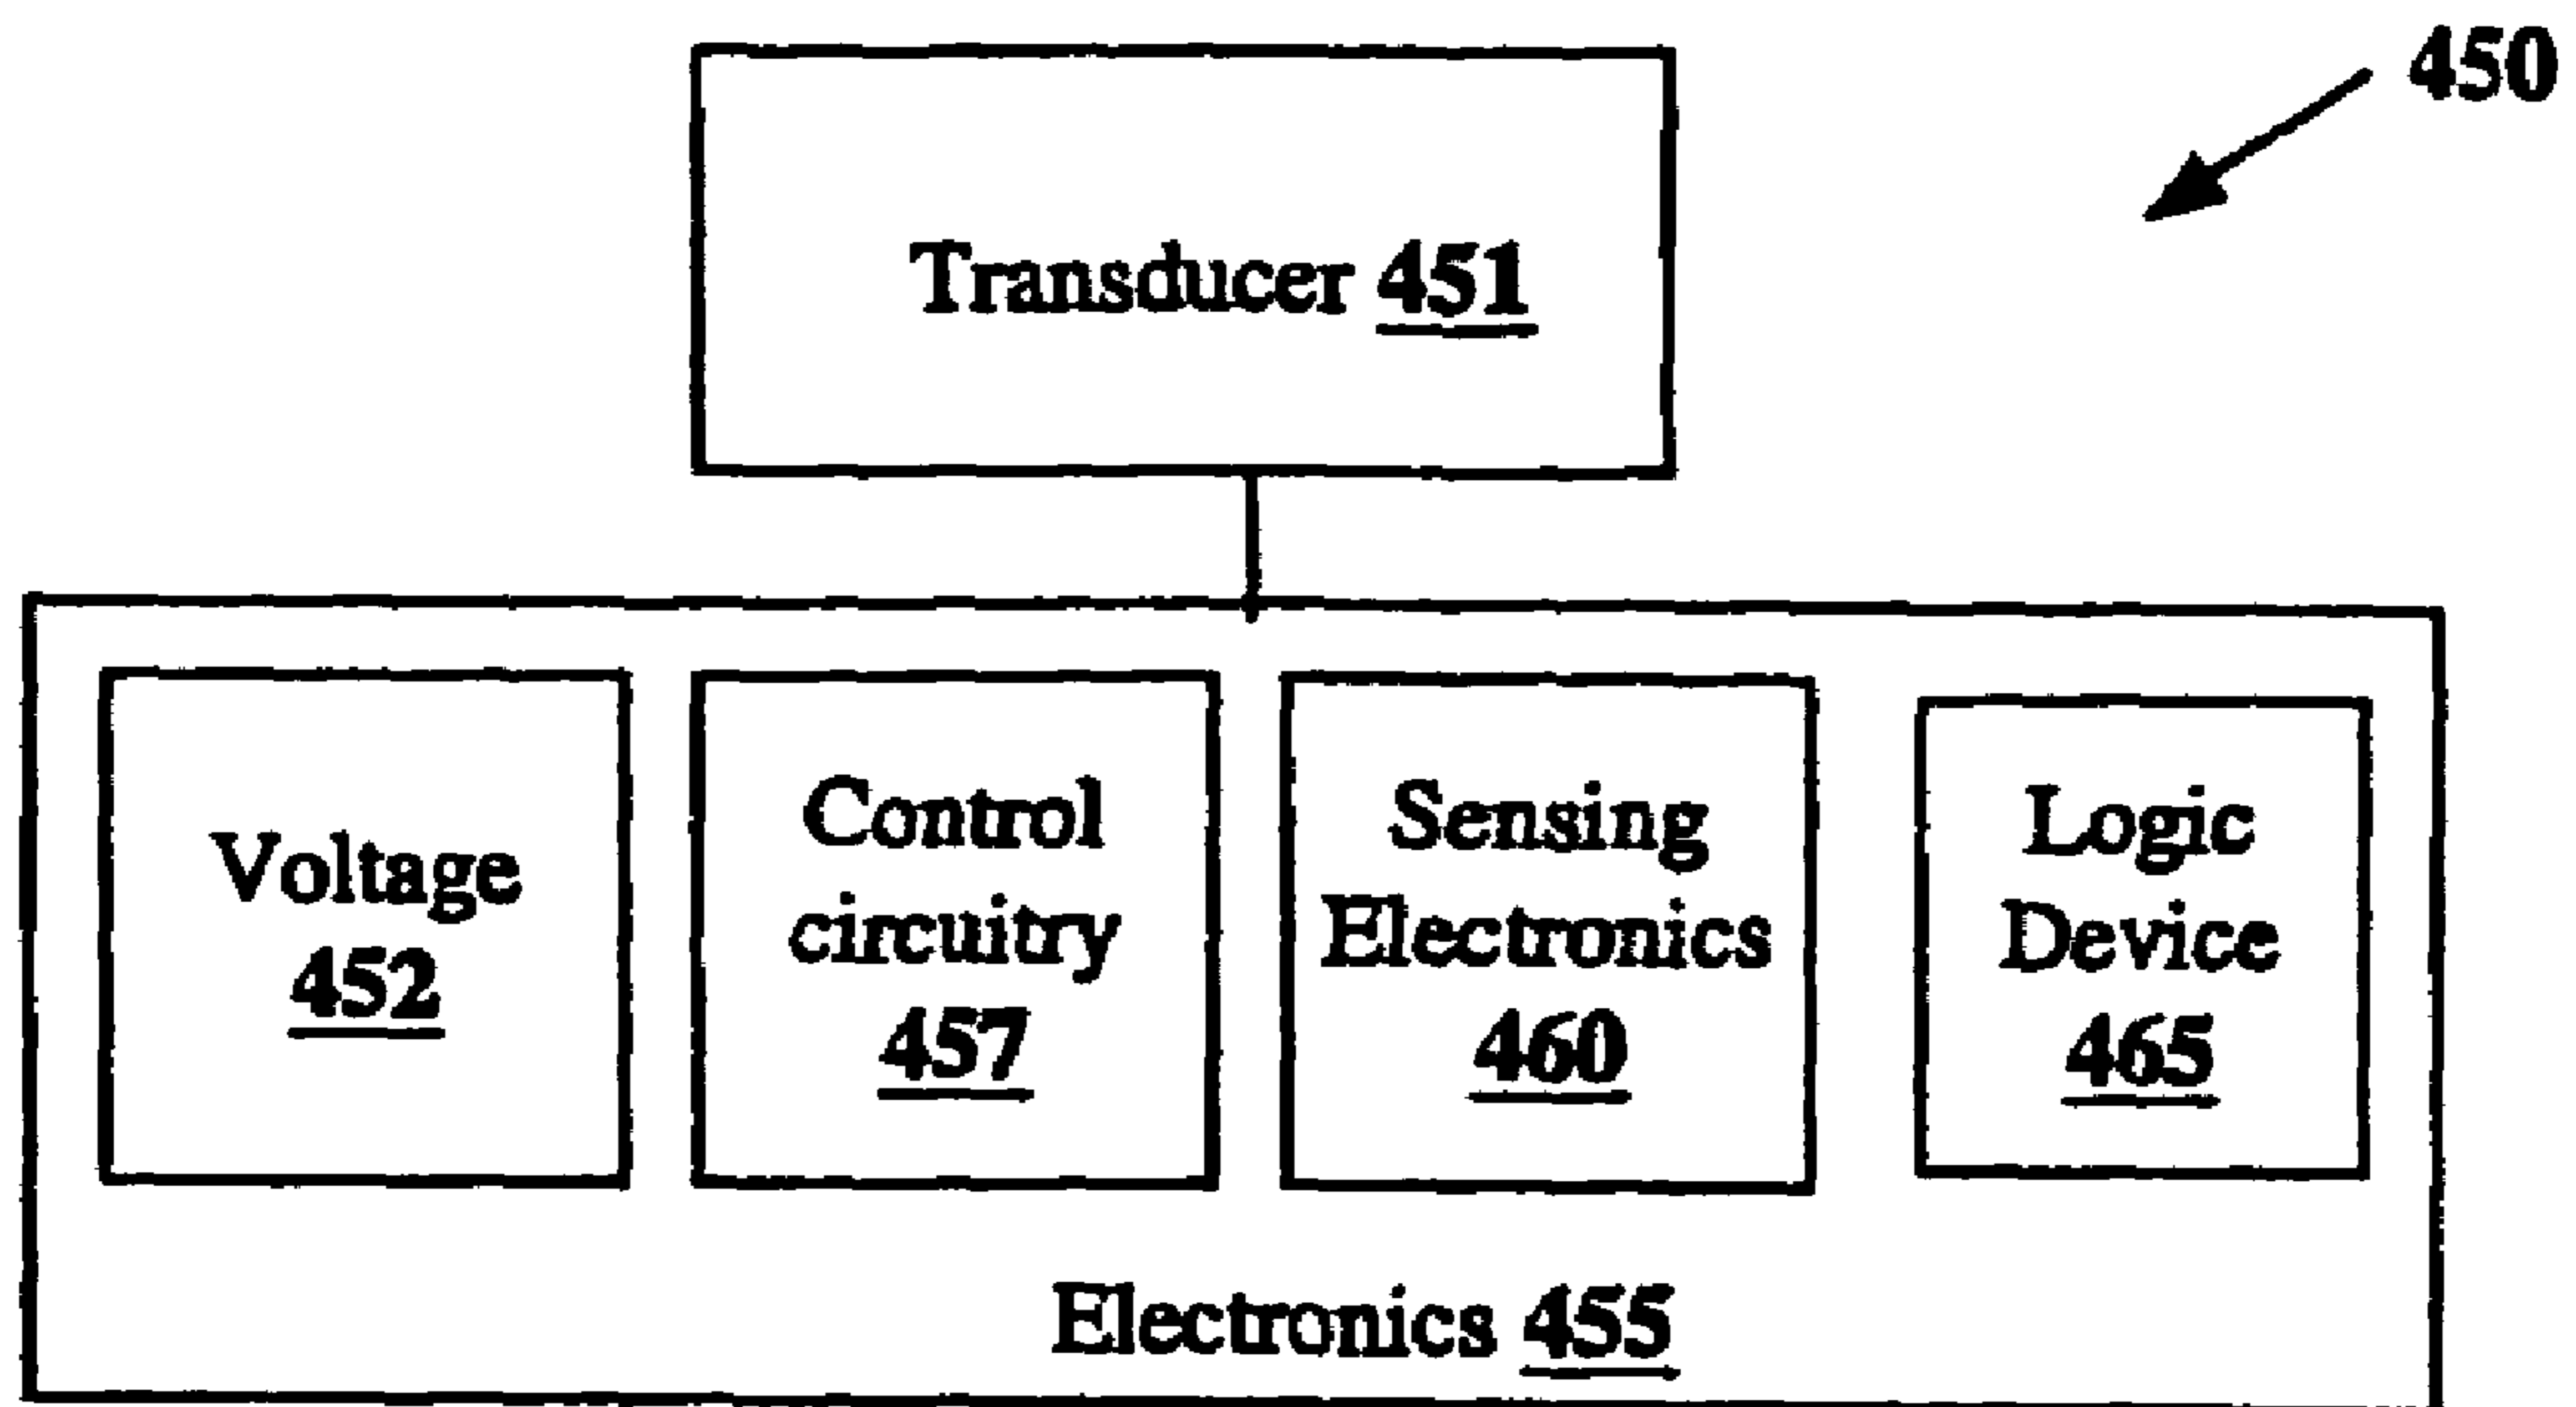 450
Transducer 451
Voltage
452
Control
circuitry
457
Sensing
Electronics
460
Logic
Device
465
Electronics 455